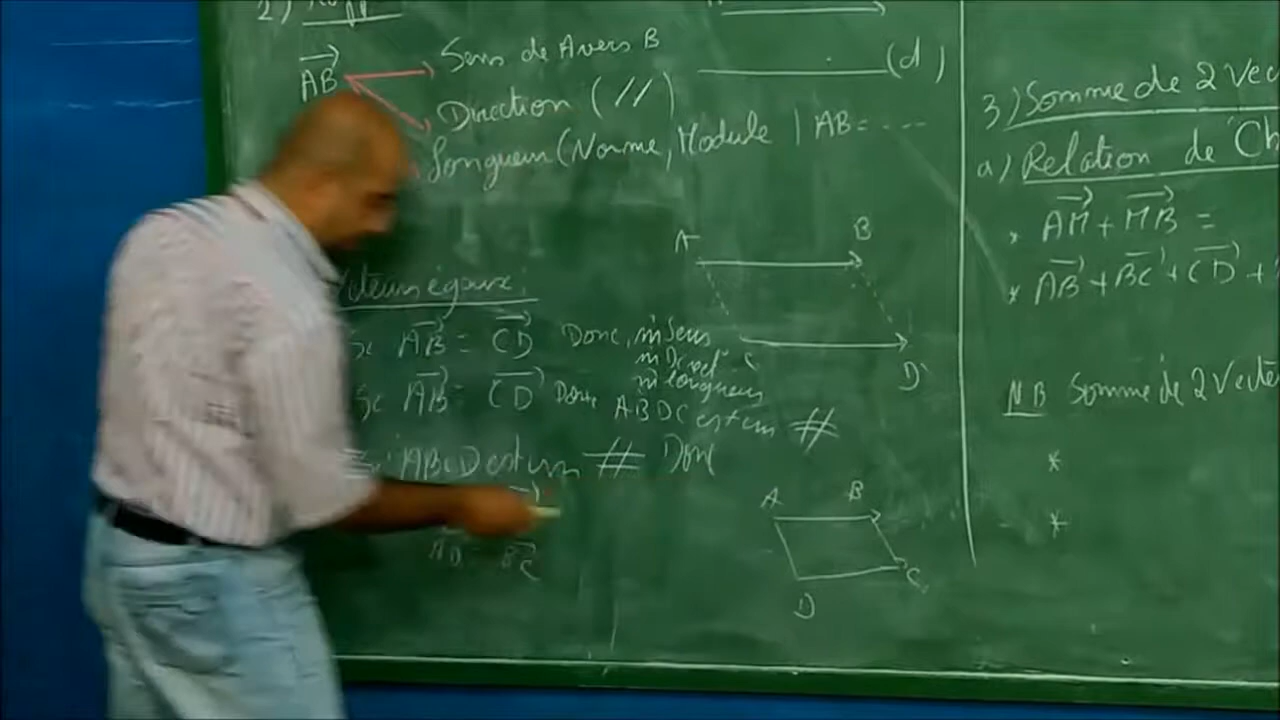 2)
AB Sens de A vers B
Direction (//)
Longueur (Norme, Module | AB = ---
(d)
A B
C D
Vecteurs égaux:
Si AB = CD Donc, m̂ Sens
m̂ Direct°
m̂ longueur
Si AB = CD Donc ABDC est un #
Si ABCD est un # Donc
AD = BC
A B
D C
3) Somme de 2 Vec
a) Relation de Ch
* AM + MB =
* AB + BC + CD +
NB Somme de 2 Vecte
*
*